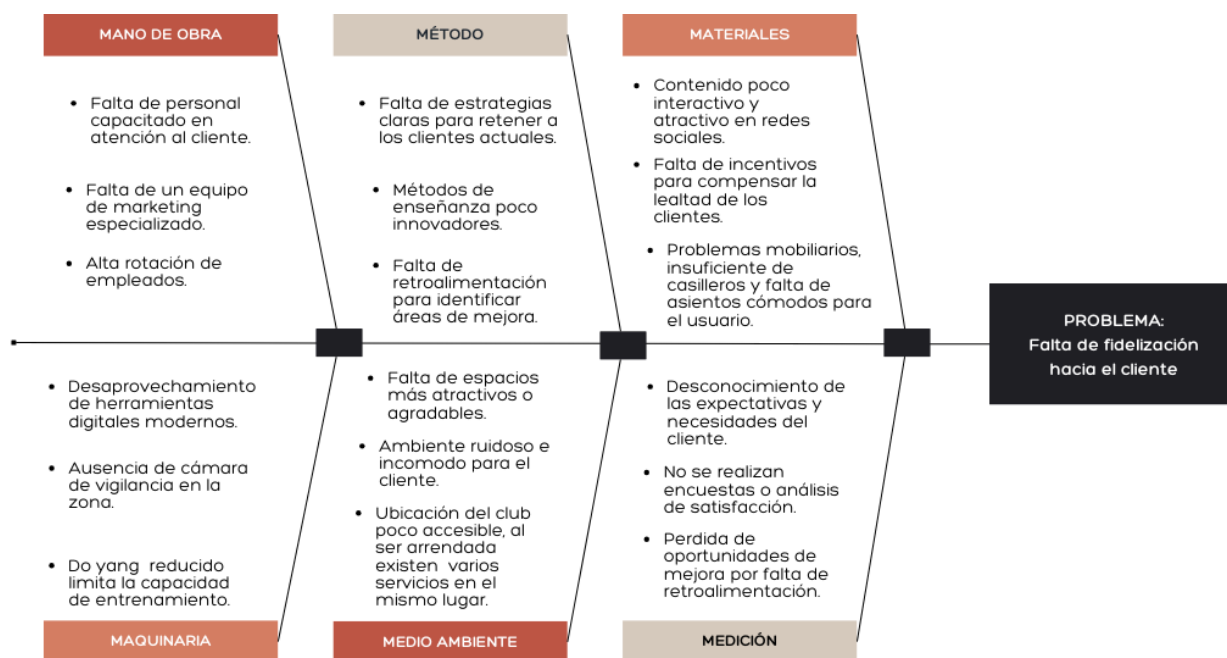 MANO DE OBRA
• Falta de personal
capacitado en
atención al cliente.
• Falta de un equipo
de marketing
especializado.
• Alta rotación de
empleados.
MÉTODO
• Falta de estrategias
claras para retener a
los clientes actuales.
• Métodos de
enseñanza poco
innovadores.
• Falta de
retroalimentación
para identificar
áreas de mejora.
MATERIALES
• Contenido poco
interactivo y
atractivo en redes
sociales.
• Falta de incentivos
para compensar la
lealtad de los
clientes.
• Problemas mobiliarios,
insuficiente de
casilleros y falta de
asientos cómodos para
el usuario.
PROBLEMA:
Falta de fidelización
hacia el cliente
• Desaprovechamiento
de herramientas
digitales modernos.
• Ausencia de cámara
de vigilancia en la
zona.
• Do yang reducido
limita la capacidad
de entrenamiento.
MAQUINARIA
• Falta de espacios
más atractivos o
agradables.
• Ambiente ruidoso e
incomodo para el
cliente.
• Ubicación del club
poco accesible, al
ser arrendada
existen varios
servicios en el
mismo lugar.
MEDIO AMBIENTE
• Desconocimiento de
las expectativas y
necesidades del
cliente.
• No se realizan
encuestas o análisis
de satisfacción.
• Perdida de
oportunidades de
mejora por falta de
retroalimentación.
MEDICIÓN